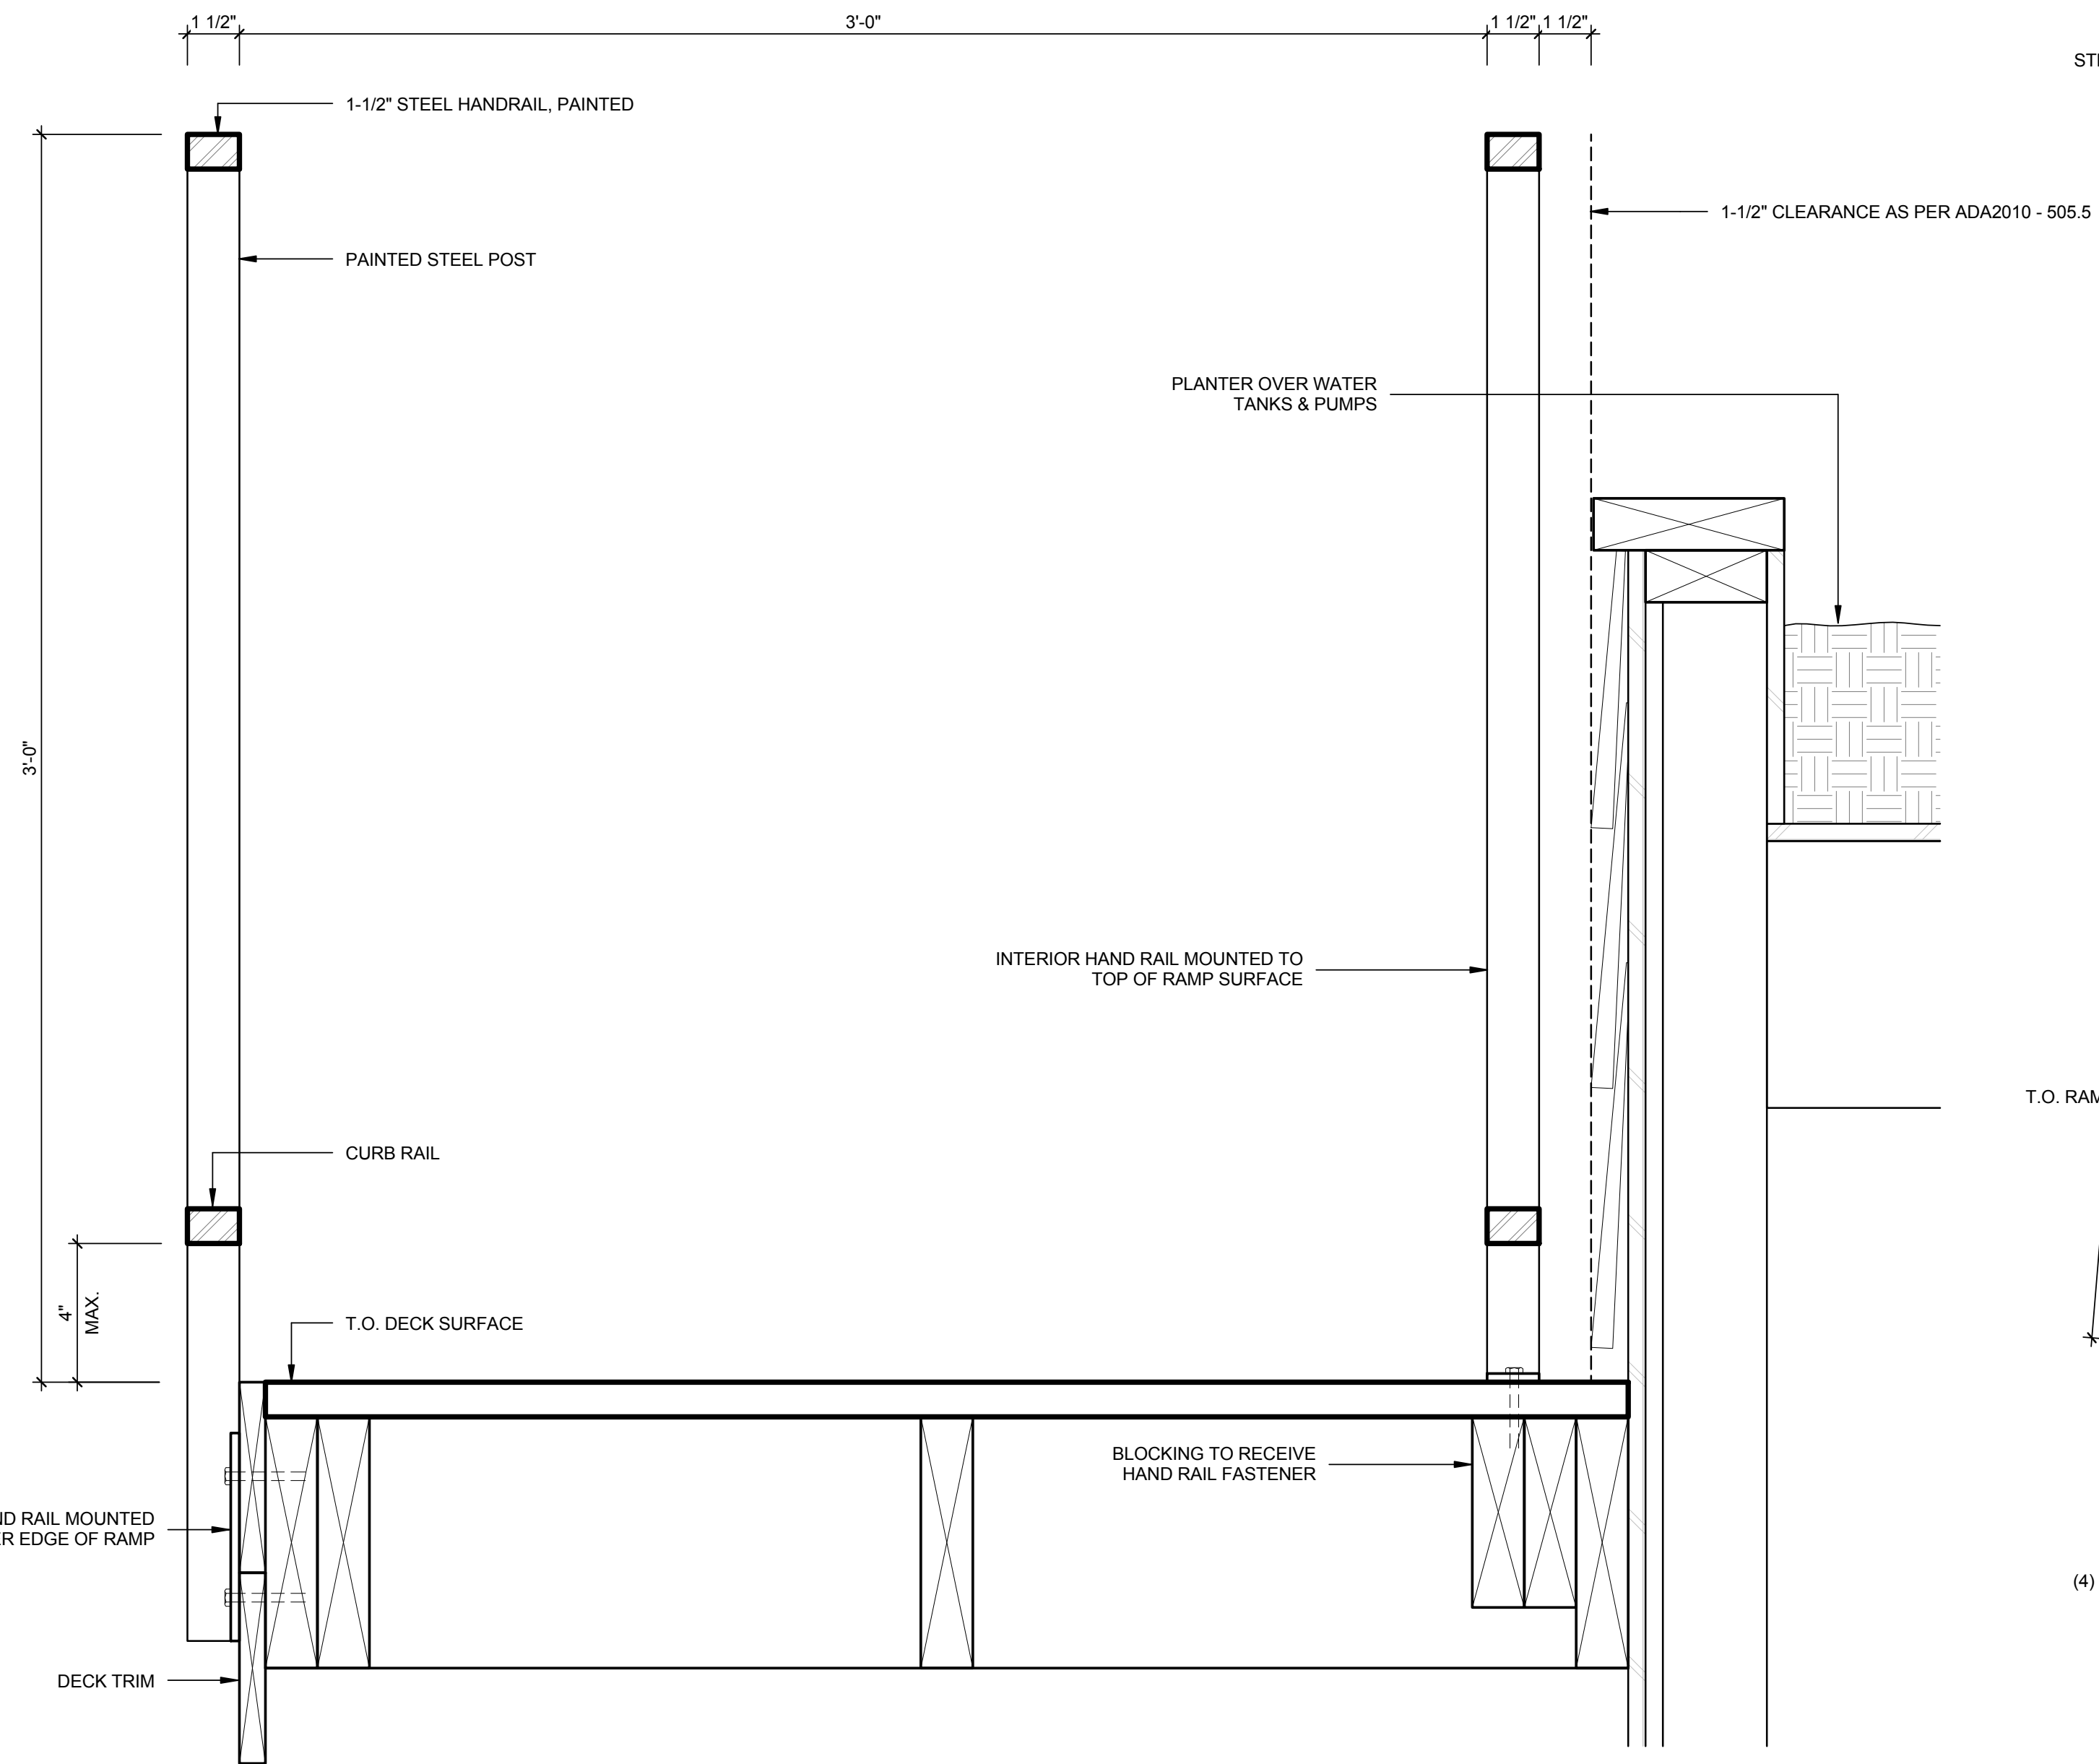 1 1/2" 3'-0" 1 1/2" 1 1/2"
1-1/2" STEEL HANDRAIL, PAINTED
1-1/2" CLEARANCE AS PER ADA2010 - 505.5
PAINTED STEEL POST
PLANTER OVER WATER
TANKS & PUMPS
3'-0"
INTERIOR HAND RAIL MOUNTED TO
TOP OF RAMP SURFACE
T.O.
CURB RAIL
4"
MAX.
T.O. DECK SURFACE
BLOCKING TO RECEIVE
HAND RAIL FASTENER
RAIL MOUNTED
EDGE OF RAMP
(4)
DECK TRIM